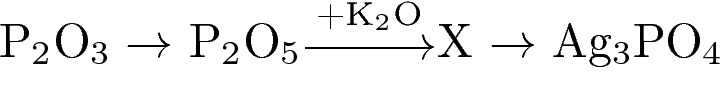 P₂O₃ → P₂O₅ +K₂O→ X → Ag₃PO₄